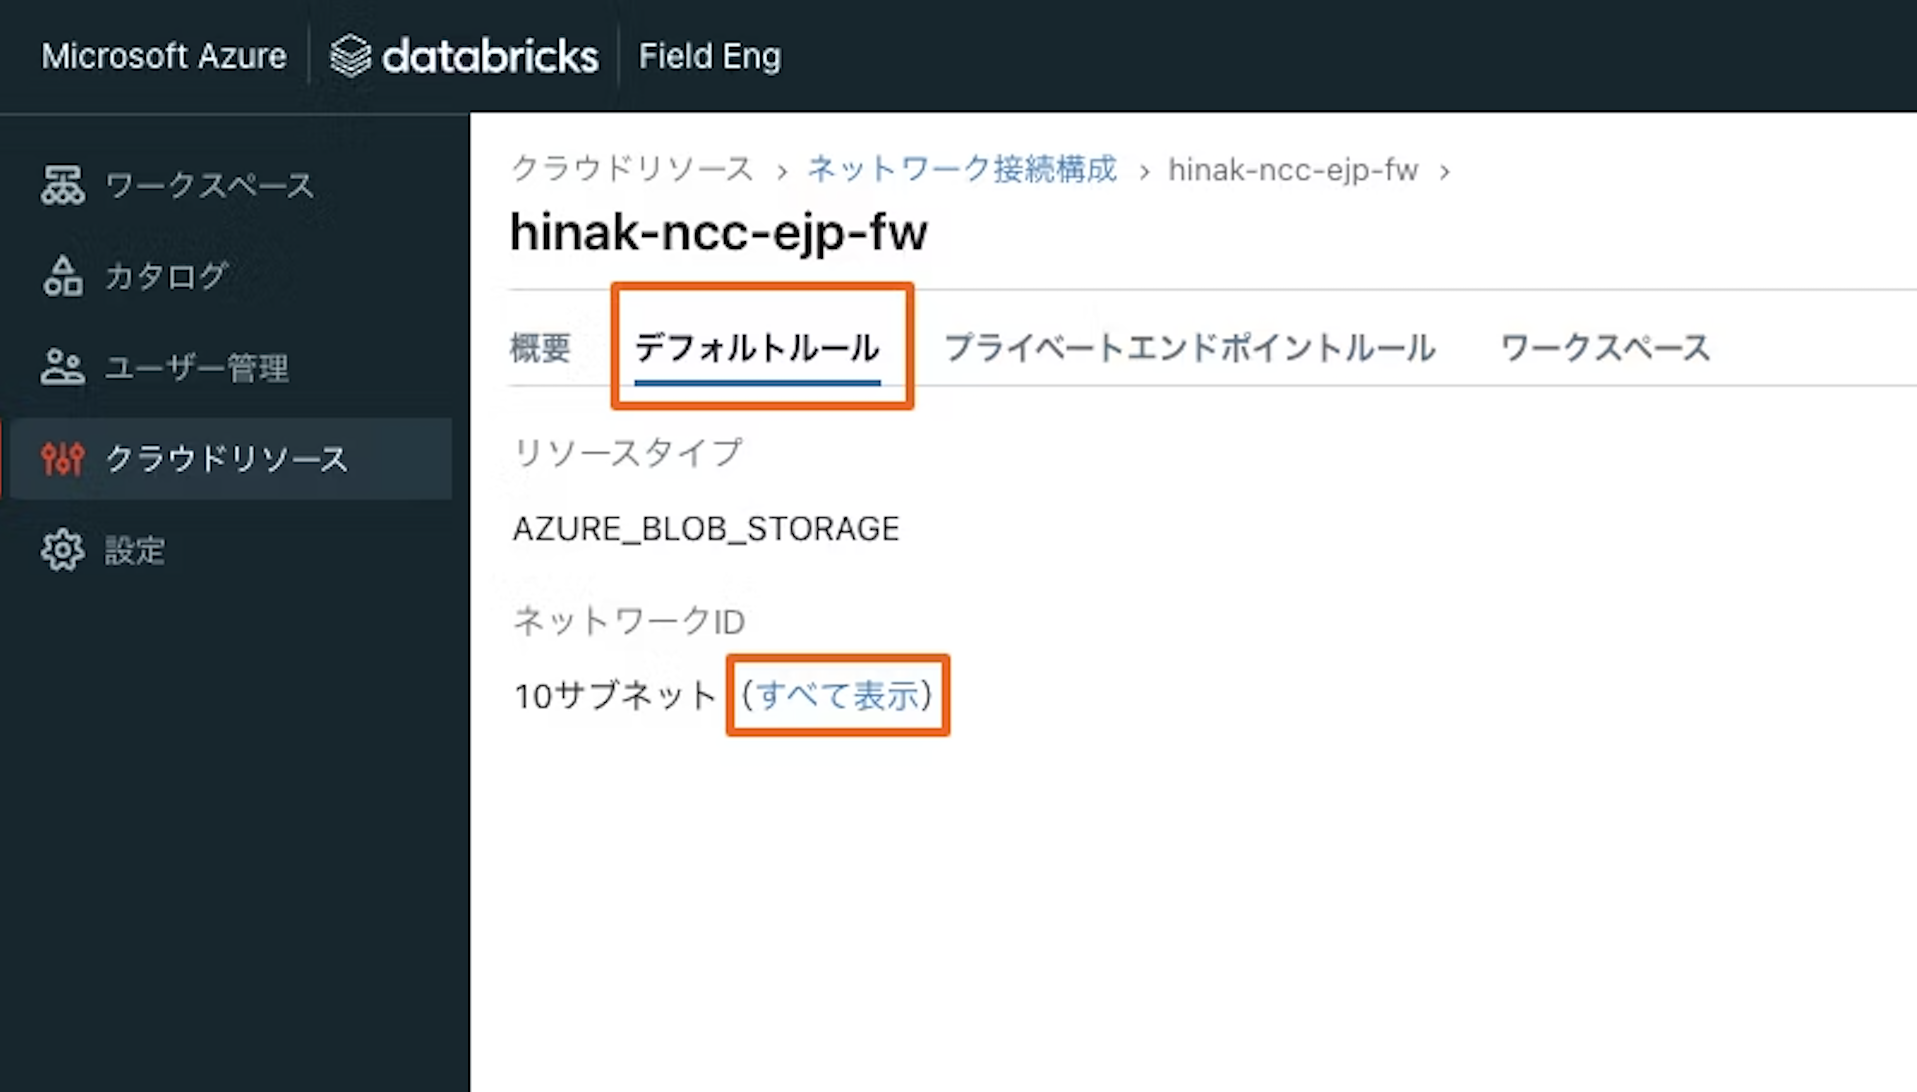 Microsoft Azure databricks Field Eng
ワークスペース
カタログ
ユーザー管理
クラウドリソース
設定
クラウドリソース › ネットワーク接続構成 › hinak-ncc-ejp-fw ›
hinak-ncc-ejp-fw
概要 デフォルトルール プライベートエンドポイントルール ワークスペース
リソースタイプ
AZURE_BLOB_STORAGE
ネットワークID
10サブネット (すべて表示)